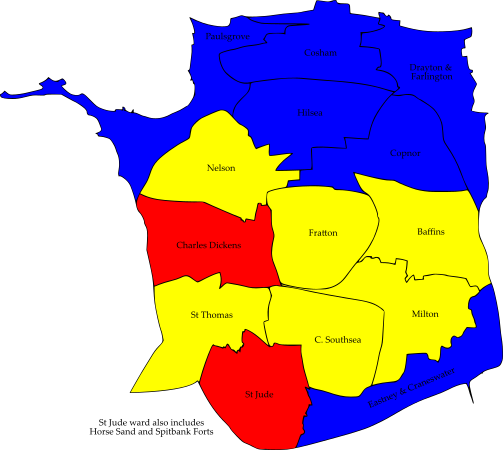 Paulsgrove
Cosham
Drayton &
Farlington
Hilsea
Copnor
Nelson
Fratton
Baffins
Charles Dickens
St Thomas
C. Southsea
Milton
St Jude
Eastney & Craneswater
St Jude ward also includes
Horse Sand and Spitbank Forts